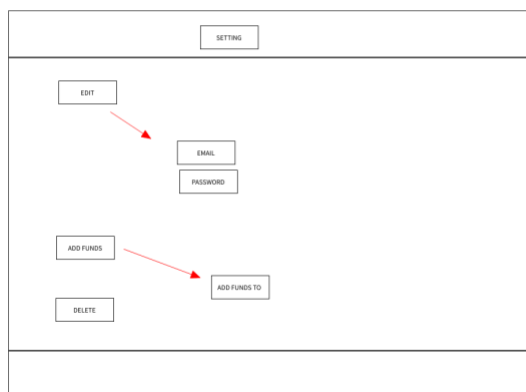 SETTING
EDIT
EMAIL
PASSWORD
ADD FUNDS
ADD FUNDS TO
DELETE